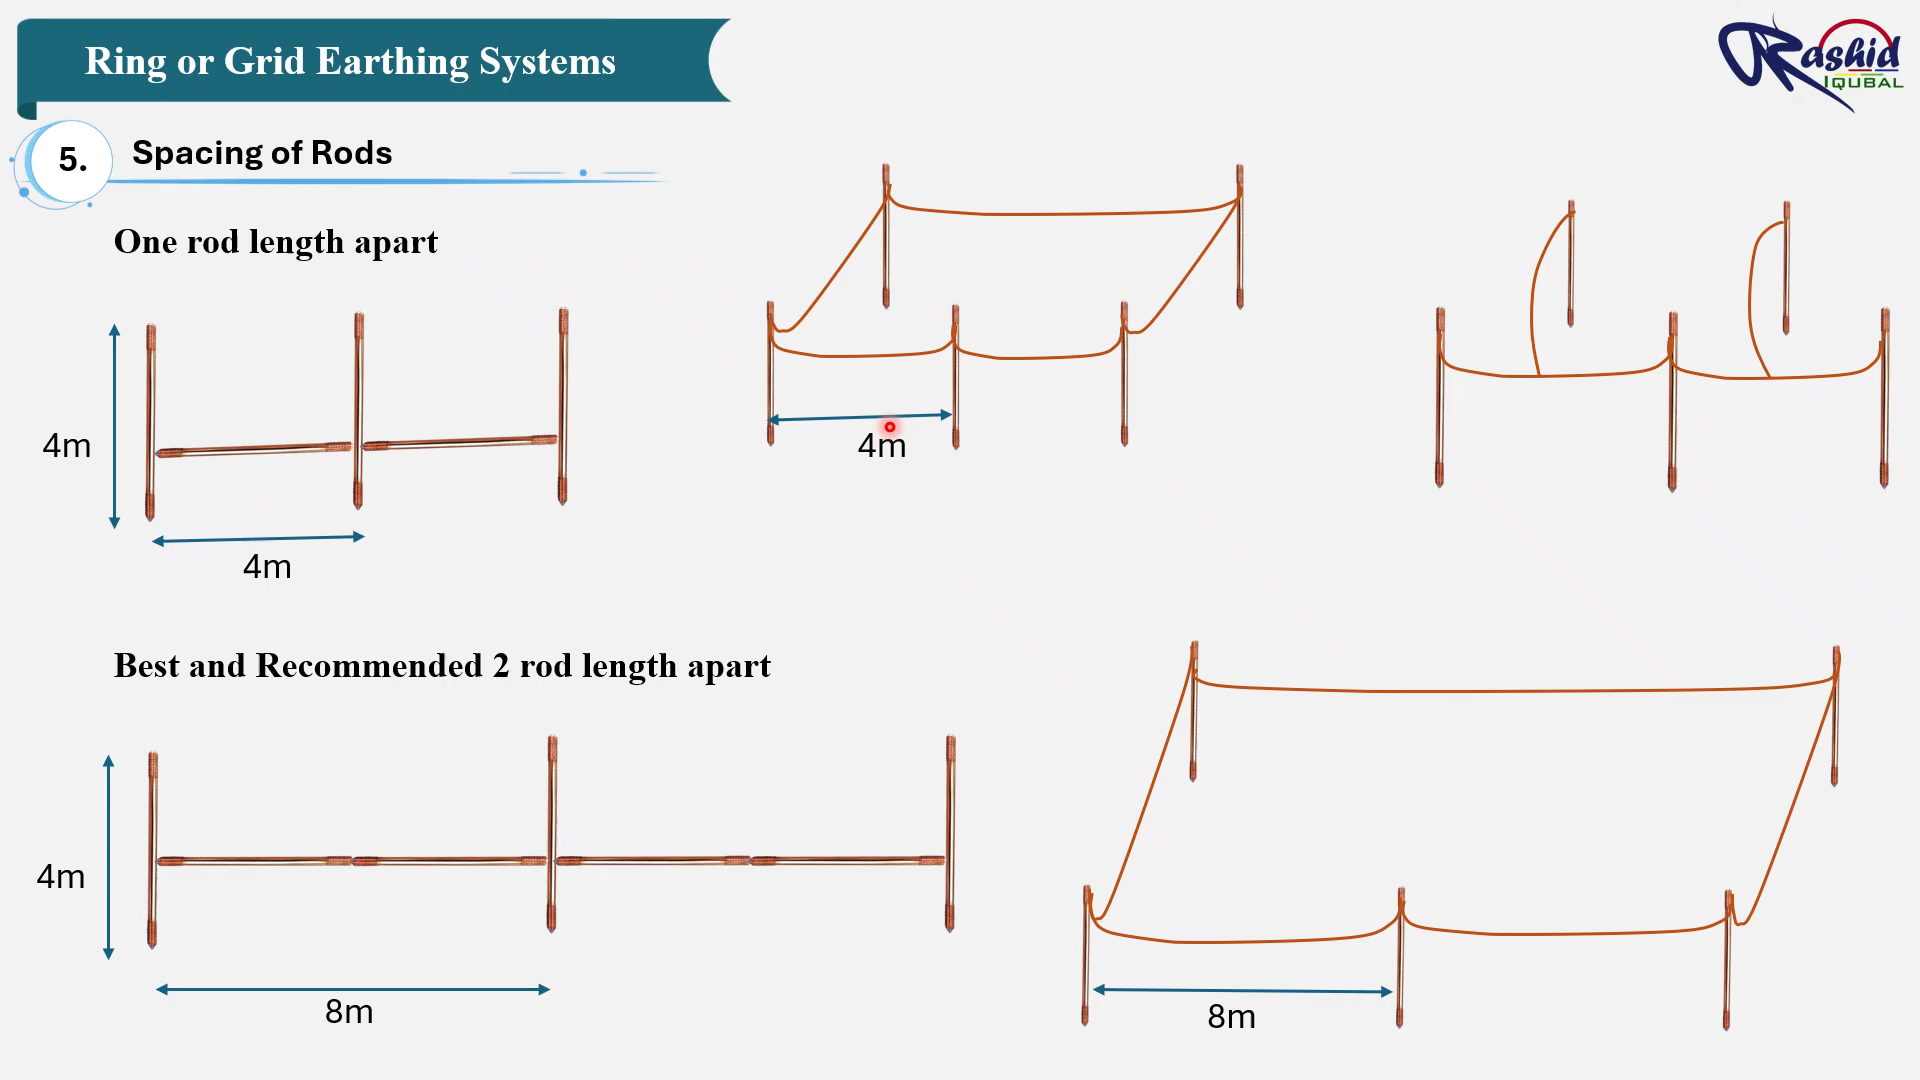 Ring or Grid Earthing Systems
Rashid
IQUBAL
5.
Spacing of Rods
One rod length apart
4m
4m
4m
Best and Recommended 2 rod length apart
4m
8m
8m